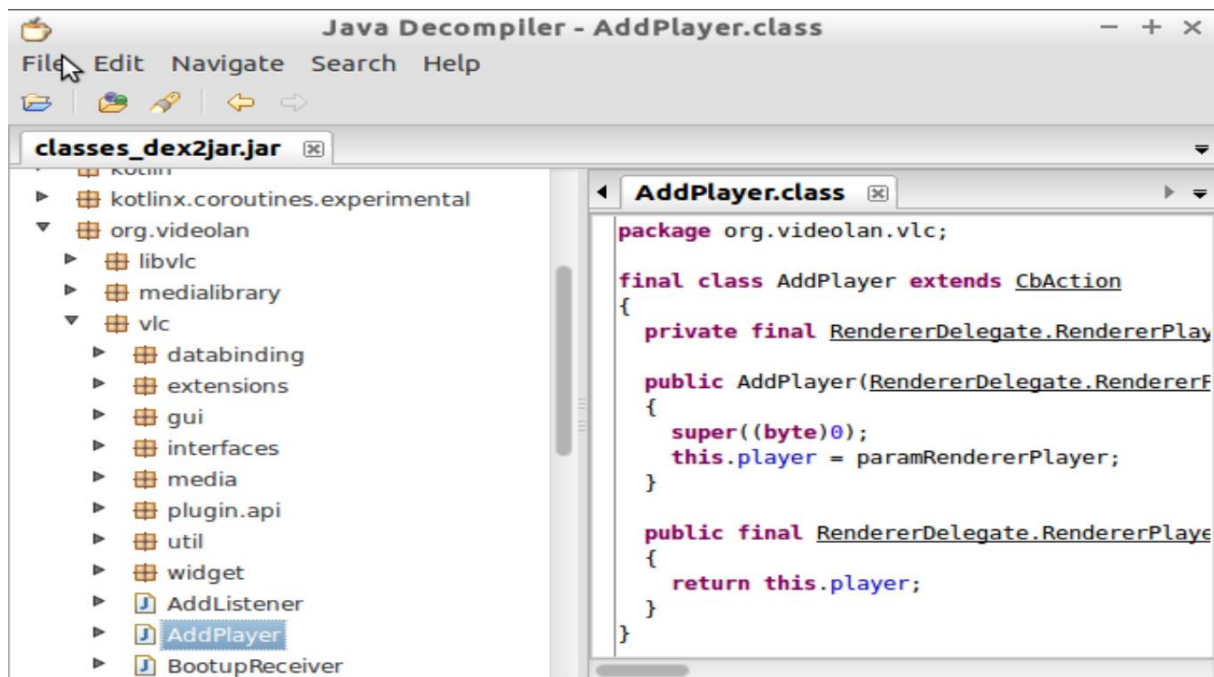 Java Decompiler - AddPlayer.class
File Edit Navigate Search Help
classes_dex2jar.jar
kotlin
kotlinx.coroutines.experimental
org.videolan
libvlc
medialibrary
vlc
databinding
extensions
gui
interfaces
media
plugin.api
util
widget
AddListener
AddPlayer
BootupReceiver
AddPlayer.class
package org.videolan.vlc;
final class AddPlayer extends CbAction
{
private final RendererDelegate.RendererPlay
public AddPlayer(RendererDelegate.Renderer
{
super((byte)0);
this.player = paramRendererPlayer;
}
public final RendererDelegate.RendererPlaye
{
return this.player;
}
}